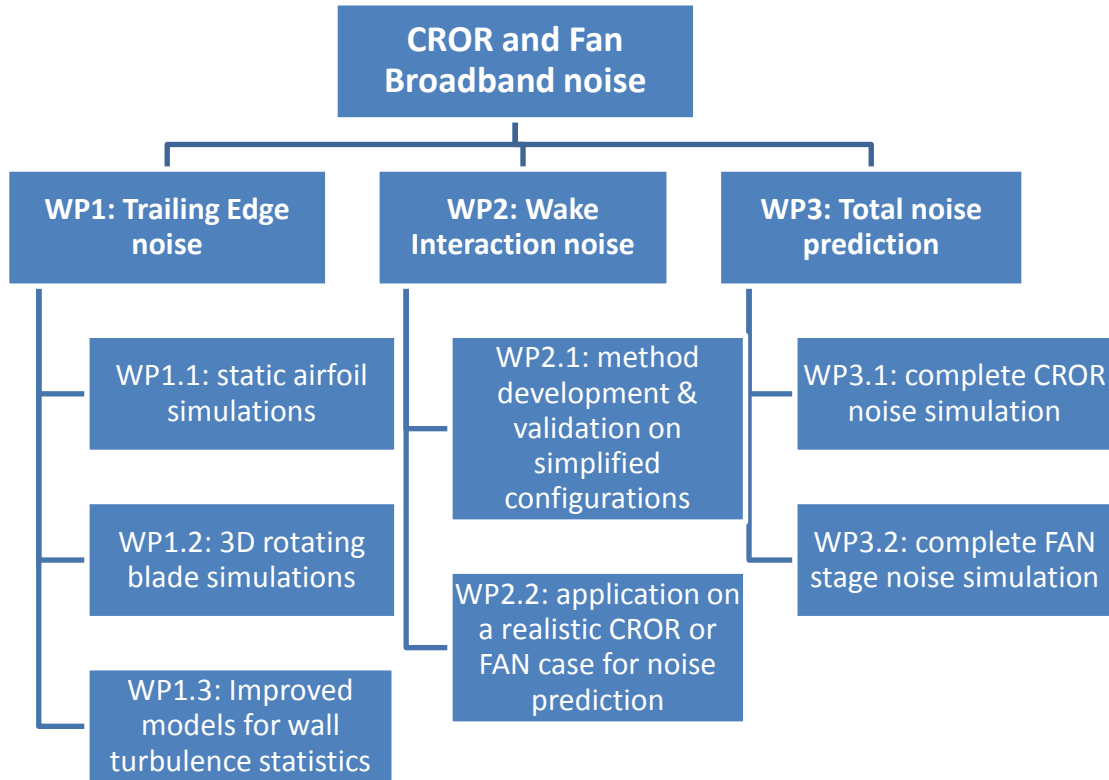 CROR and Fan
Broadband noise
WP1: Trailing Edge
noise
WP2: Wake
Interaction noise
WP3: Total noise
prediction
WP1.1: static airfoil
simulations
WP1.2: 3D rotating
blade simulations
WP1.3: Improved
models for wall
turbulence statistics
WP2.1: method
development &
validation on
simplified
configurations
WP2.2: application on
a realistic CROR or
FAN case for noise
prediction
WP3.1: complete CROR
noise simulation
WP3.2: complete FAN
stage noise simulation